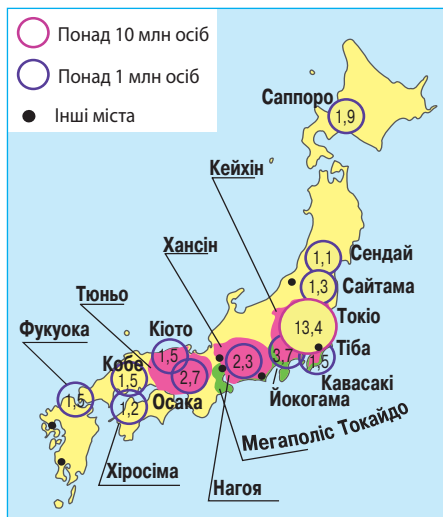 Понад 10 млн осіб
Понад 1 млн осіб
Інші міста
Саппоро
1,9
Кейхін
Хансін
Сендай
1,1
Сайтама
1,3
Тюньо
Токіо
13,4
Фукуока
Кіото
1,5
Тіба
Кобе
1,5
2,3
3,7
1,5
Кавасакі
1,5
Осака
2,7
Йокогама
1,2
Мегаполіс Токайдо
Хіросіма
Нагоя